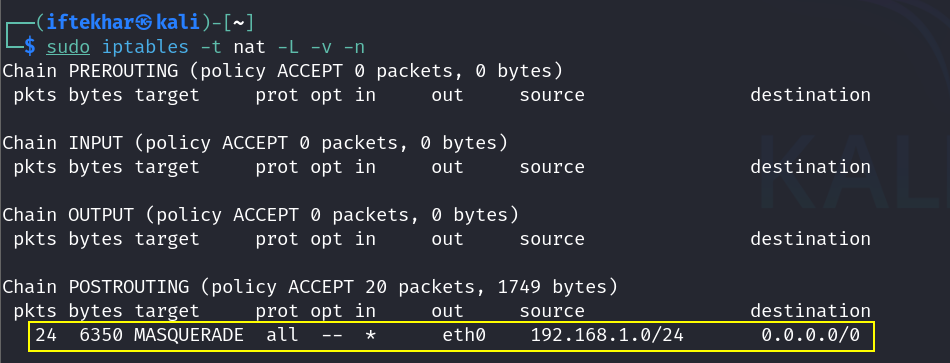 (iftekhar㉿kali)-[~]
$ sudo iptables -t nat -L -v -n
Chain PREROUTING (policy ACCEPT 0 packets, 0 bytes)
pkts bytes target prot opt in out source destination
Chain INPUT (policy ACCEPT 0 packets, 0 bytes)
pkts bytes target prot opt in out source destination
Chain OUTPUT (policy ACCEPT 0 packets, 0 bytes)
pkts bytes target prot opt in out source destination
Chain POSTROUTING (policy ACCEPT 20 packets, 1749 bytes)
pkts bytes target prot opt in out source destination
24 6350 MASQUERADE all -- * eth0 192.168.1.0/24 0.0.0.0/0
KAL